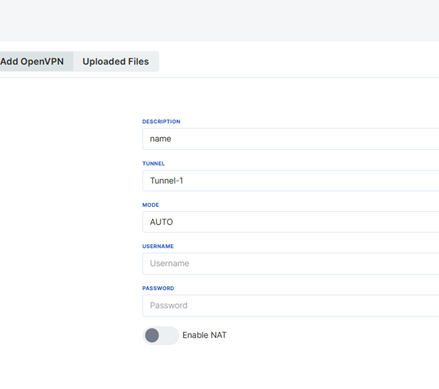 Add OpenVPN Uploaded Files
DESCRIPTION
name
TUNNEL
Tunnel-1
MODE
AUTO
USERNAME
Username
PASSWORD
Password
Enable NAT